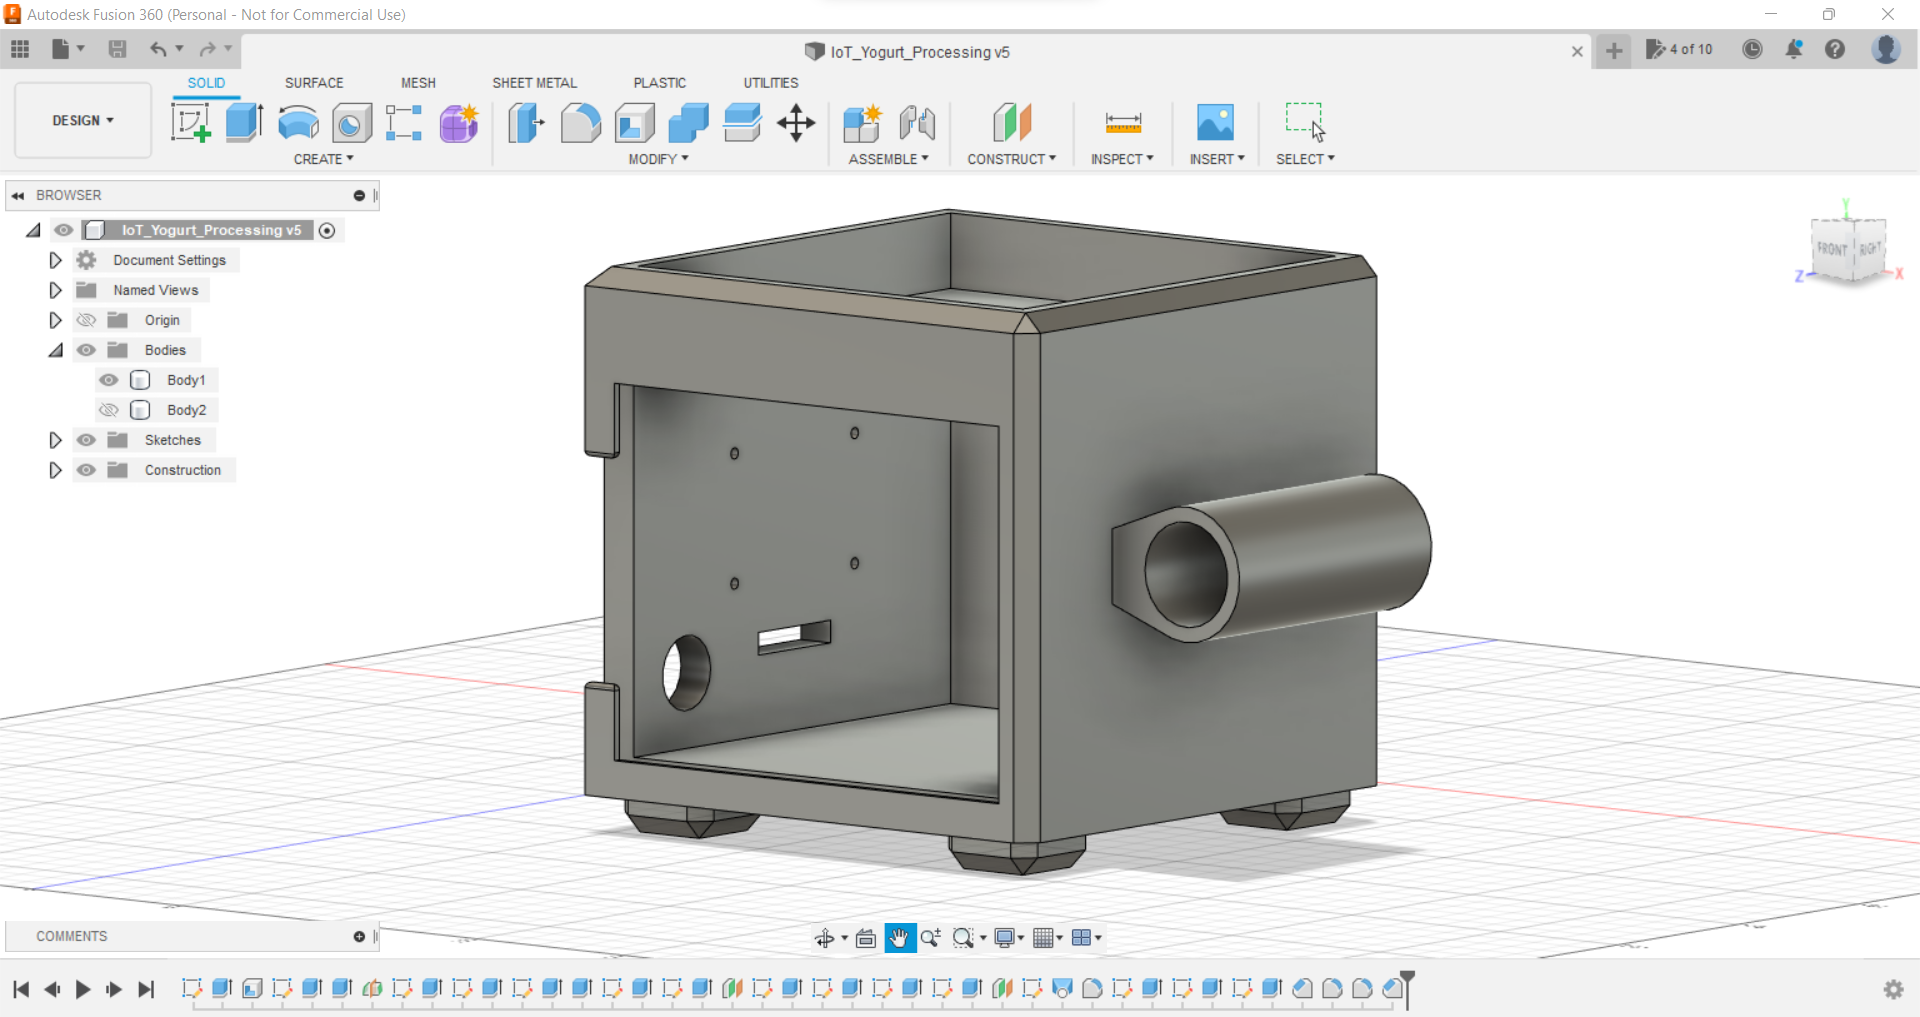 Autodesk Fusion 360 (Personal - Not for Commercial Use)
IoT_Yogurt_Processing v5
4 of 10
DESIGN
SOLID SURFACE MESH SHEET METAL PLASTIC UTILITIES
CREATE MODIFY ASSEMBLE CONSTRUCT INSPECT INSERT SELECT
BROWSER
IoT_Yogurt_Processing v5
Document Settings
Named Views
Origin
Bodies
Body1
Body2
Sketches
Construction
Y
FRONT RIGHT
Z X
COMMENTS